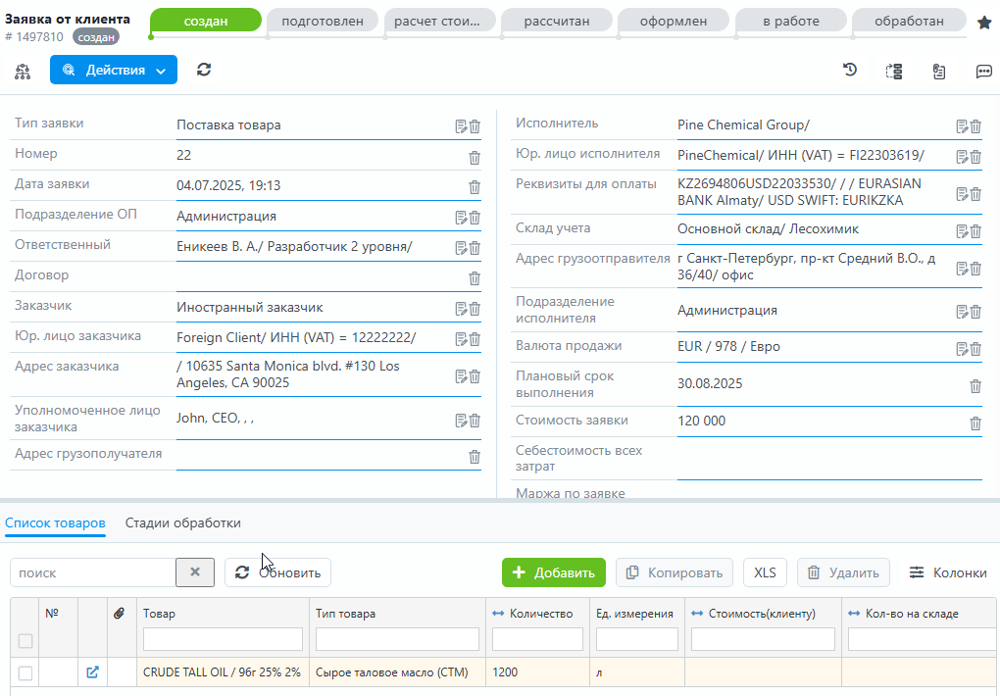 Заявка от клиента
# 1497810 создан
создан
подготовлен
расчет стои...
рассчитан
оформлен
в работе
обработан
Действия
Тип заявки
Поставка товара
Номер
22
Дата заявки
04.07.2025, 19:13
Подразделение ОП
Администрация
Ответственный
Еникеев В. А./ Разработчик 2 уровня/
Договор
Заказчик
Иностранный заказчик
Юр. лицо заказчика
Foreign Client/ ИНН (VAT) = 12222222/
Адрес заказчика
/ 10635 Santa Monica blvd. #130 Los
Angeles, CA 90025
Уполномоченное лицо
заказчика
John, CEO, , ,
Адрес грузополучателя
Исполнитель
Pine Chemical Group/
Юр. лицо исполнителя
PineChemical/ ИНН (VAT) = FI22303619/
Реквизиты для оплаты
KZ2694806USD22033530/ / / EURASIAN
BANK Almaty/ USD SWIFT: EURIKZKA
Склад учета
Основной склад/ Лесохимик
Адрес грузоотправителя
г Санкт-Петербург, пр-кт Средний В.О., д
36/40/ офис
Подразделение
исполнителя
Администрация
Валюта продажи
EUR / 978 / Евро
Плановый срок
выполнения
30.08.2025
Стоимость заявки
120 000
Себестоимость всех
затрат
Маржа по заявке
Список товаров
Стадии обработки
поиск
Обновить
Добавить
Копировать
XLS
Удалить
Колонки
№
Товар
Тип товара
Количество
Ед. измерения
Стоимость(клиенту)
Кол-во на складе
CRUDE TALL OIL / 96г 25% 2%
Сырое таловое масло (СТМ)
1200
л